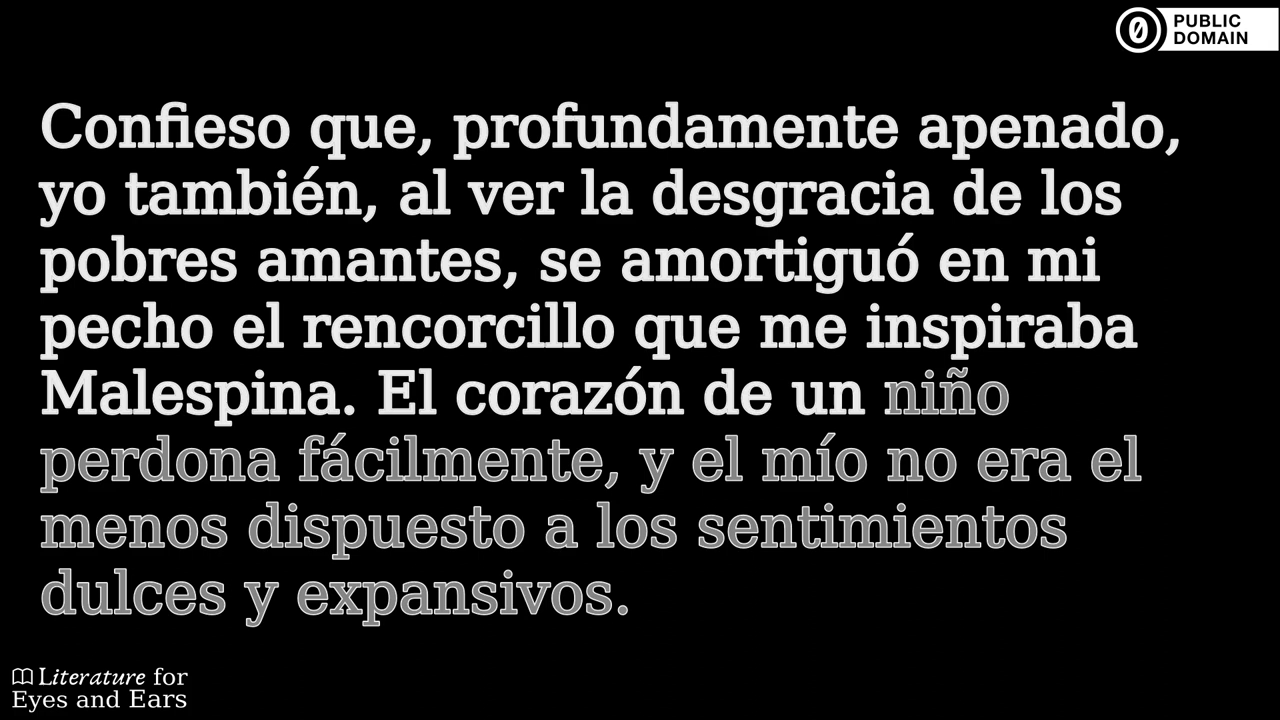 PUBLIC
DOMAIN
Confieso que, profundamente apenado,
yo también, al ver la desgracia de los
pobres amantes, se amortiguó en mi
pecho el rencorcillo que me inspiraba
Malespina. El corazón de un niño
perdona fácilmente, y el mío no era el
menos dispuesto a los sentimientos
dulces y expansivos.
Literature for
Eyes and Ears